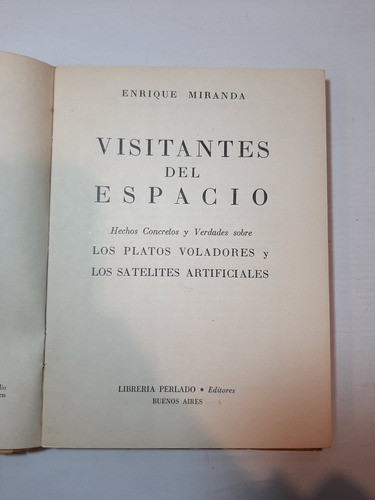 ENRIQUE MIRANDA
VISITANTES
DEL
ESPACIO
Hechos Concretos y Verdades sobre
LOS PLATOS VOLADORES y
LOS SATELITES ARTIFICIALES
LIBRERIA PERLADO • Editores
BUENOS AIRES